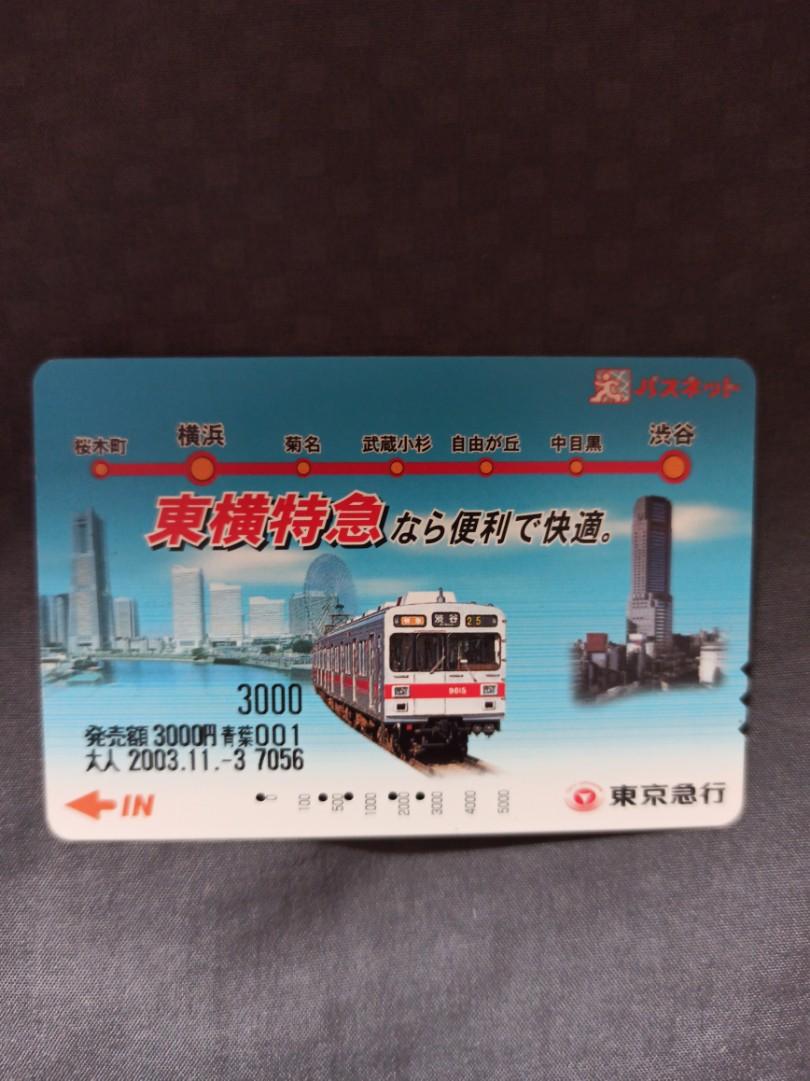 パスネット
桜木町 横浜 菊名 武蔵小杉 自由が丘 中目黒 渋谷
東横特急なら便利で快適。
渋谷 25
9615
3000
発売額 3000円 青葉001
大人 2003.11.-3 7056
IN
0 100 500 1000 2000 3000 4000 5000
東京急行